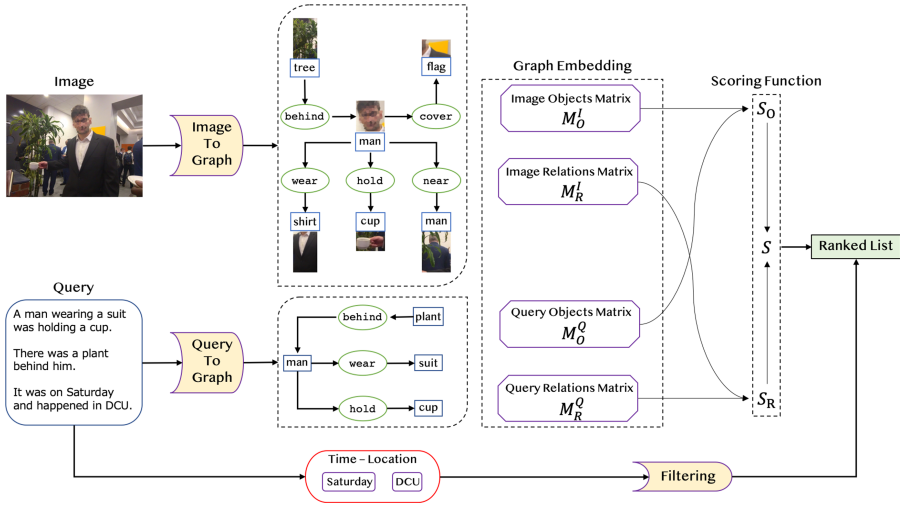 Image
Image
To
Graph
tree
flag
behind
cover
man
wear
hold
near
shirt
cup
man
Graph Embedding
Image Objects Matrix
M_O^I
Image Relations Matrix
M_R^I
Query Objects Matrix
M_O^Q
Query Relations Matrix
M_R^Q
Scoring Function
S_O
S
S_R
Ranked List
Query
A man wearing a suit
was holding a cup.
There was a plant
behind him.
It was on Saturday
and happened in DCU.
Query
To
Graph
behind
plant
man
wear
suit
hold
cup
Time – Location
Saturday
DCU
Filtering